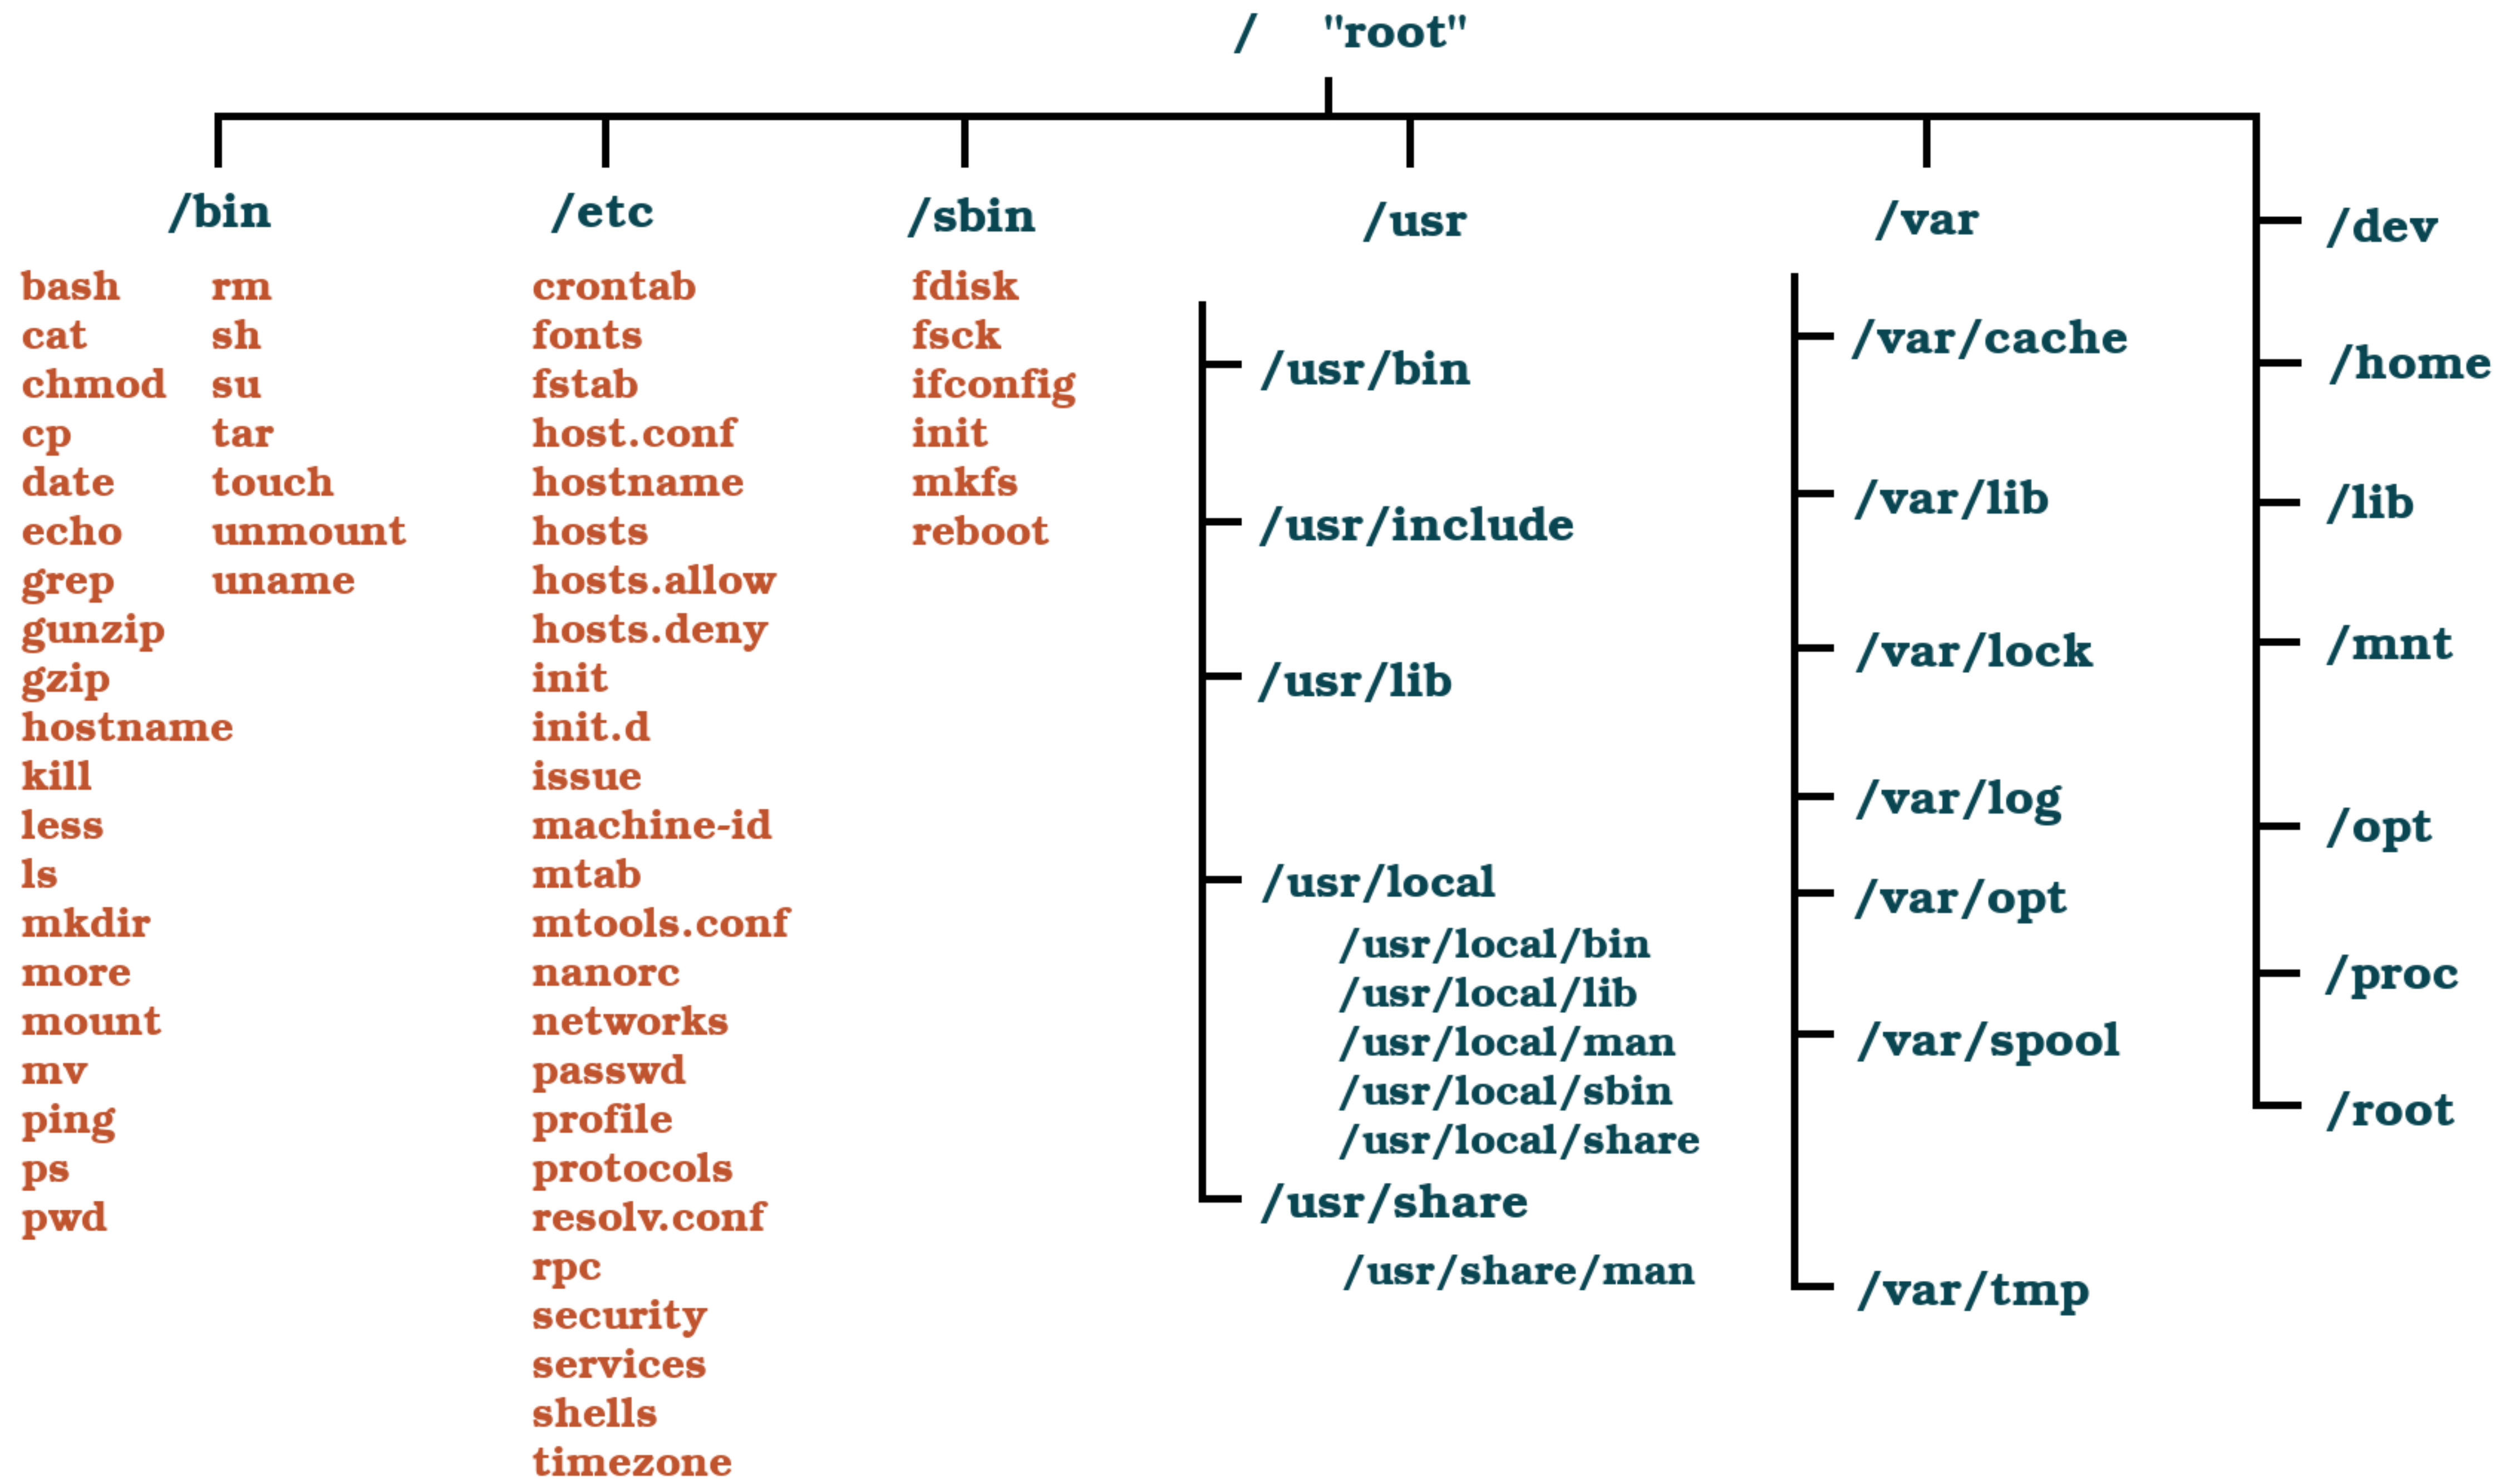 / "root"
/bin
bash
cat
chmod
cp
date
echo
grep
gunzip
gzip
hostname
kill
less
ls
mkdir
more
mount
mv
ping
ps
pwd
rm
sh
su
tar
touch
unmount
uname
/etc
crontab
fonts
fstab
host.conf
hostname
hosts
hosts.allow
hosts.deny
init
init.d
issue
machine-id
mtab
mtools.conf
nanorc
networks
passwd
profile
protocols
resolv.conf
rpc
security
services
shells
timezone
/sbin
fdisk
fsck
ifconfig
init
mkfs
reboot
/usr
/usr/bin
/usr/include
/usr/lib
/usr/local
/usr/local/bin
/usr/local/lib
/usr/local/man
/usr/local/sbin
/usr/local/share
/usr/share
/usr/share/man
/var
/var/cache
/var/lib
/var/lock
/var/log
/var/opt
/var/spool
/var/tmp
/dev
/home
/lib
/mnt
/opt
/proc
/root